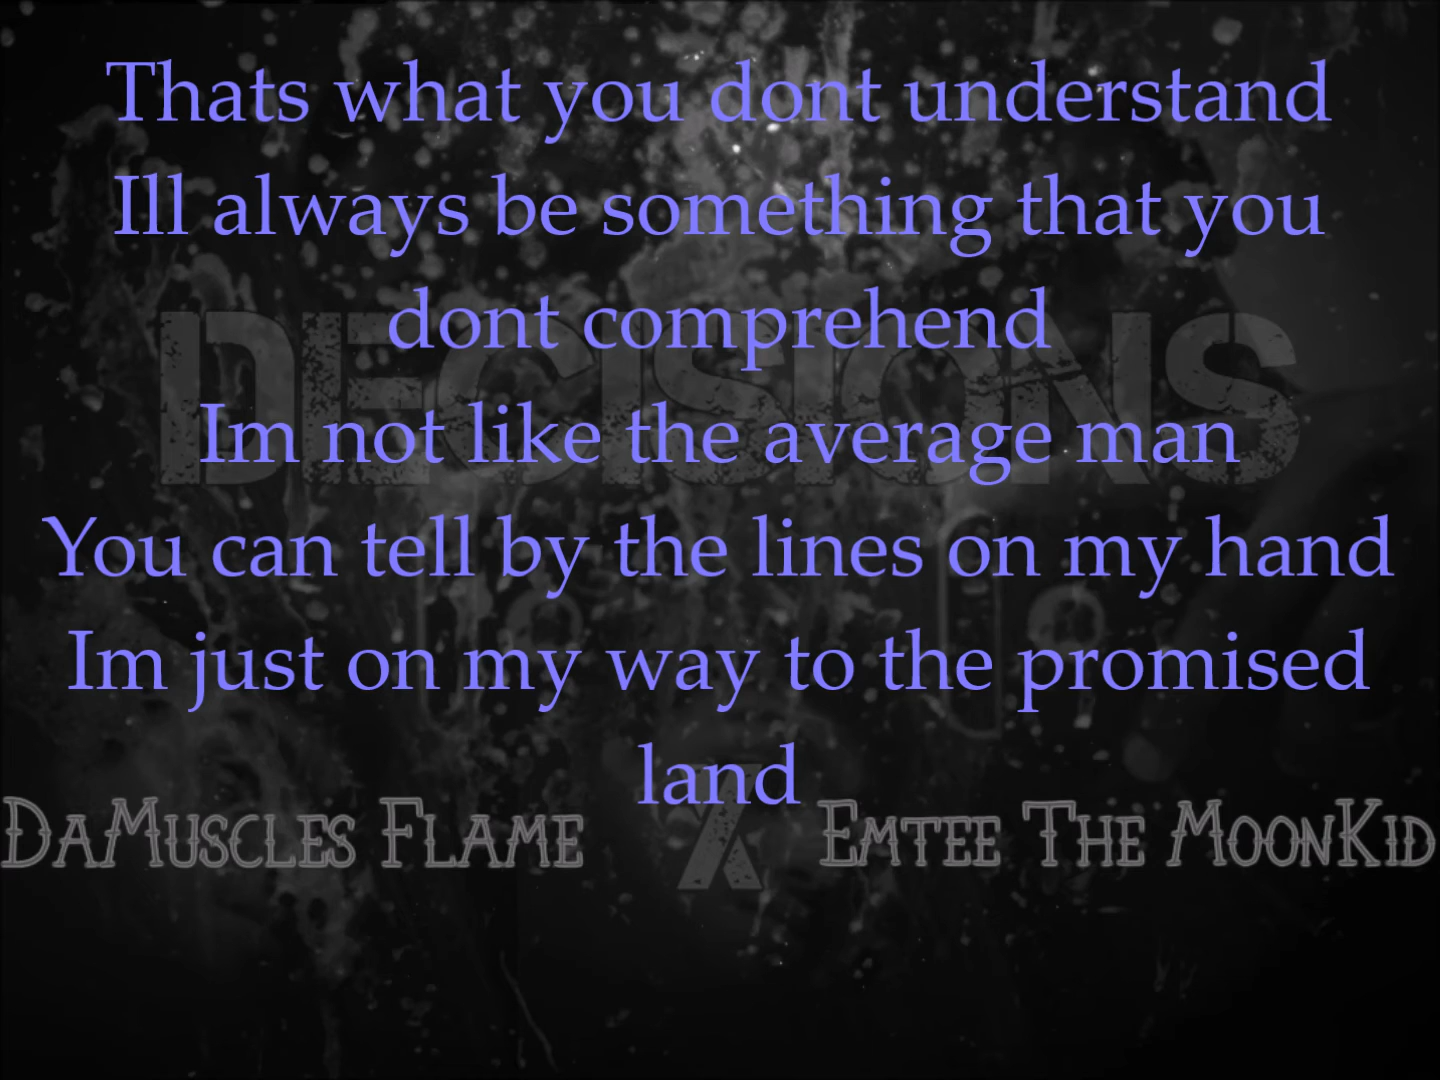 Thats what you dont understand
Ill always be something that you
dont comprehend
DECISIONS
Im not like the average man
You can tell by the lines on my hand
Im just on my way to the promised
land
DAMUSCLES FLAME X EMTEE THE MOONKID